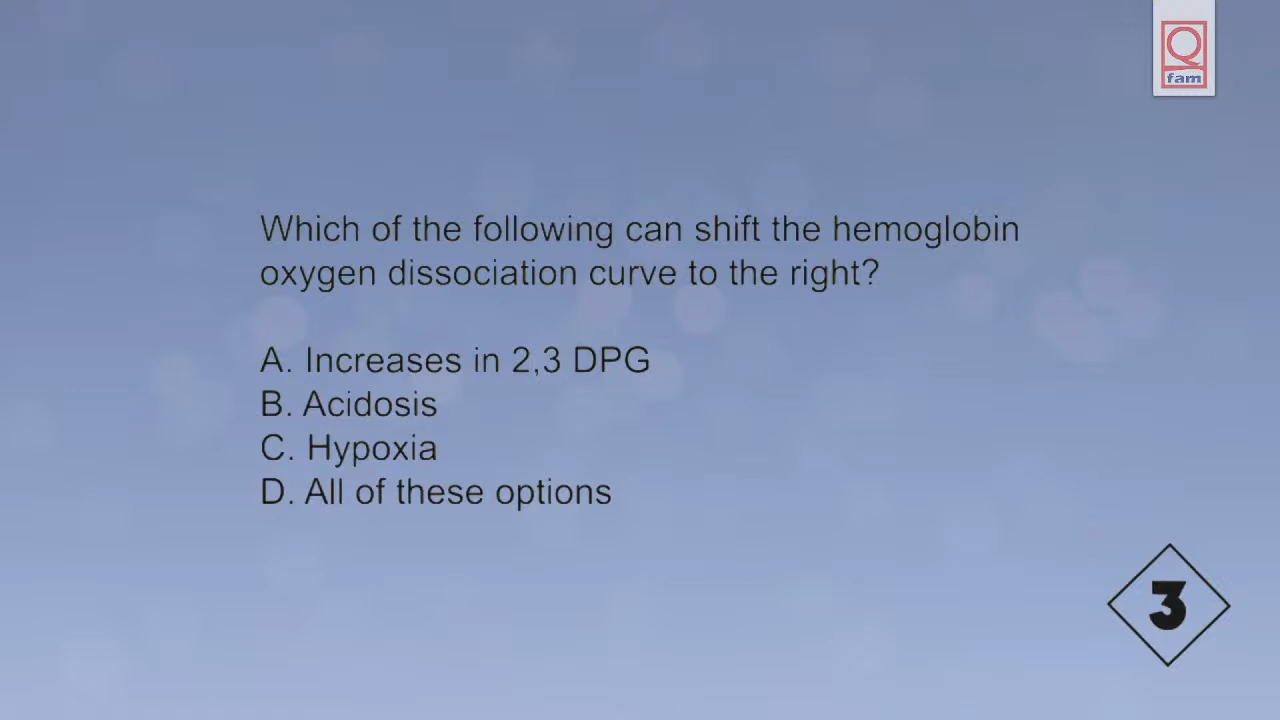 Q
fam
Which of the following can shift the hemoglobin
oxygen dissociation curve to the right?
A. Increases in 2,3 DPG
B. Acidosis
C. Hypoxia
D. All of these options
3